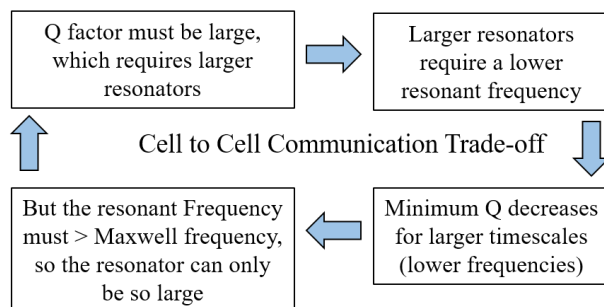 Q factor must be large,
which requires larger
resonators
Larger resonators
require a lower
resonant frequency
Cell to Cell Communication Trade-off
But the resonant Frequency
must > Maxwell frequency,
so the resonator can only
be so large
Minimum Q decreases
for larger timescales
(lower frequencies)